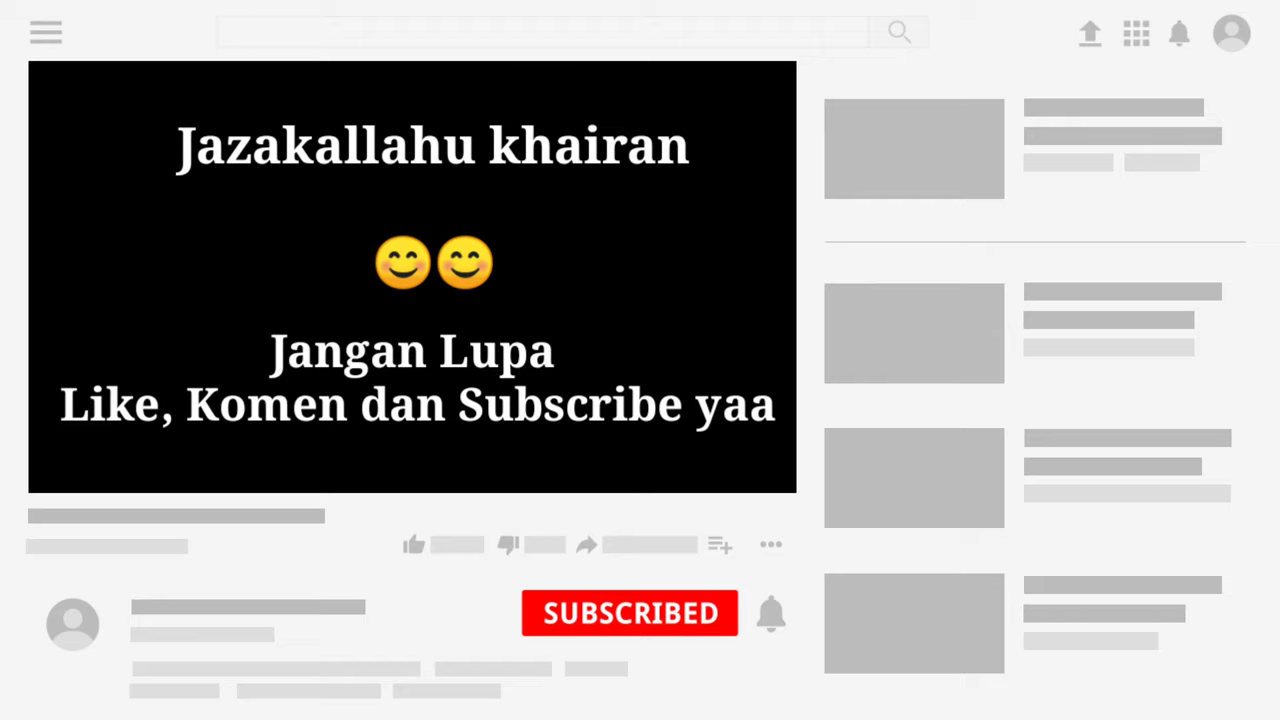 Jazakallahu khairan
😊😊
Jangan Lupa
Like, Komen dan Subscribe yaa
SUBSCRIBED